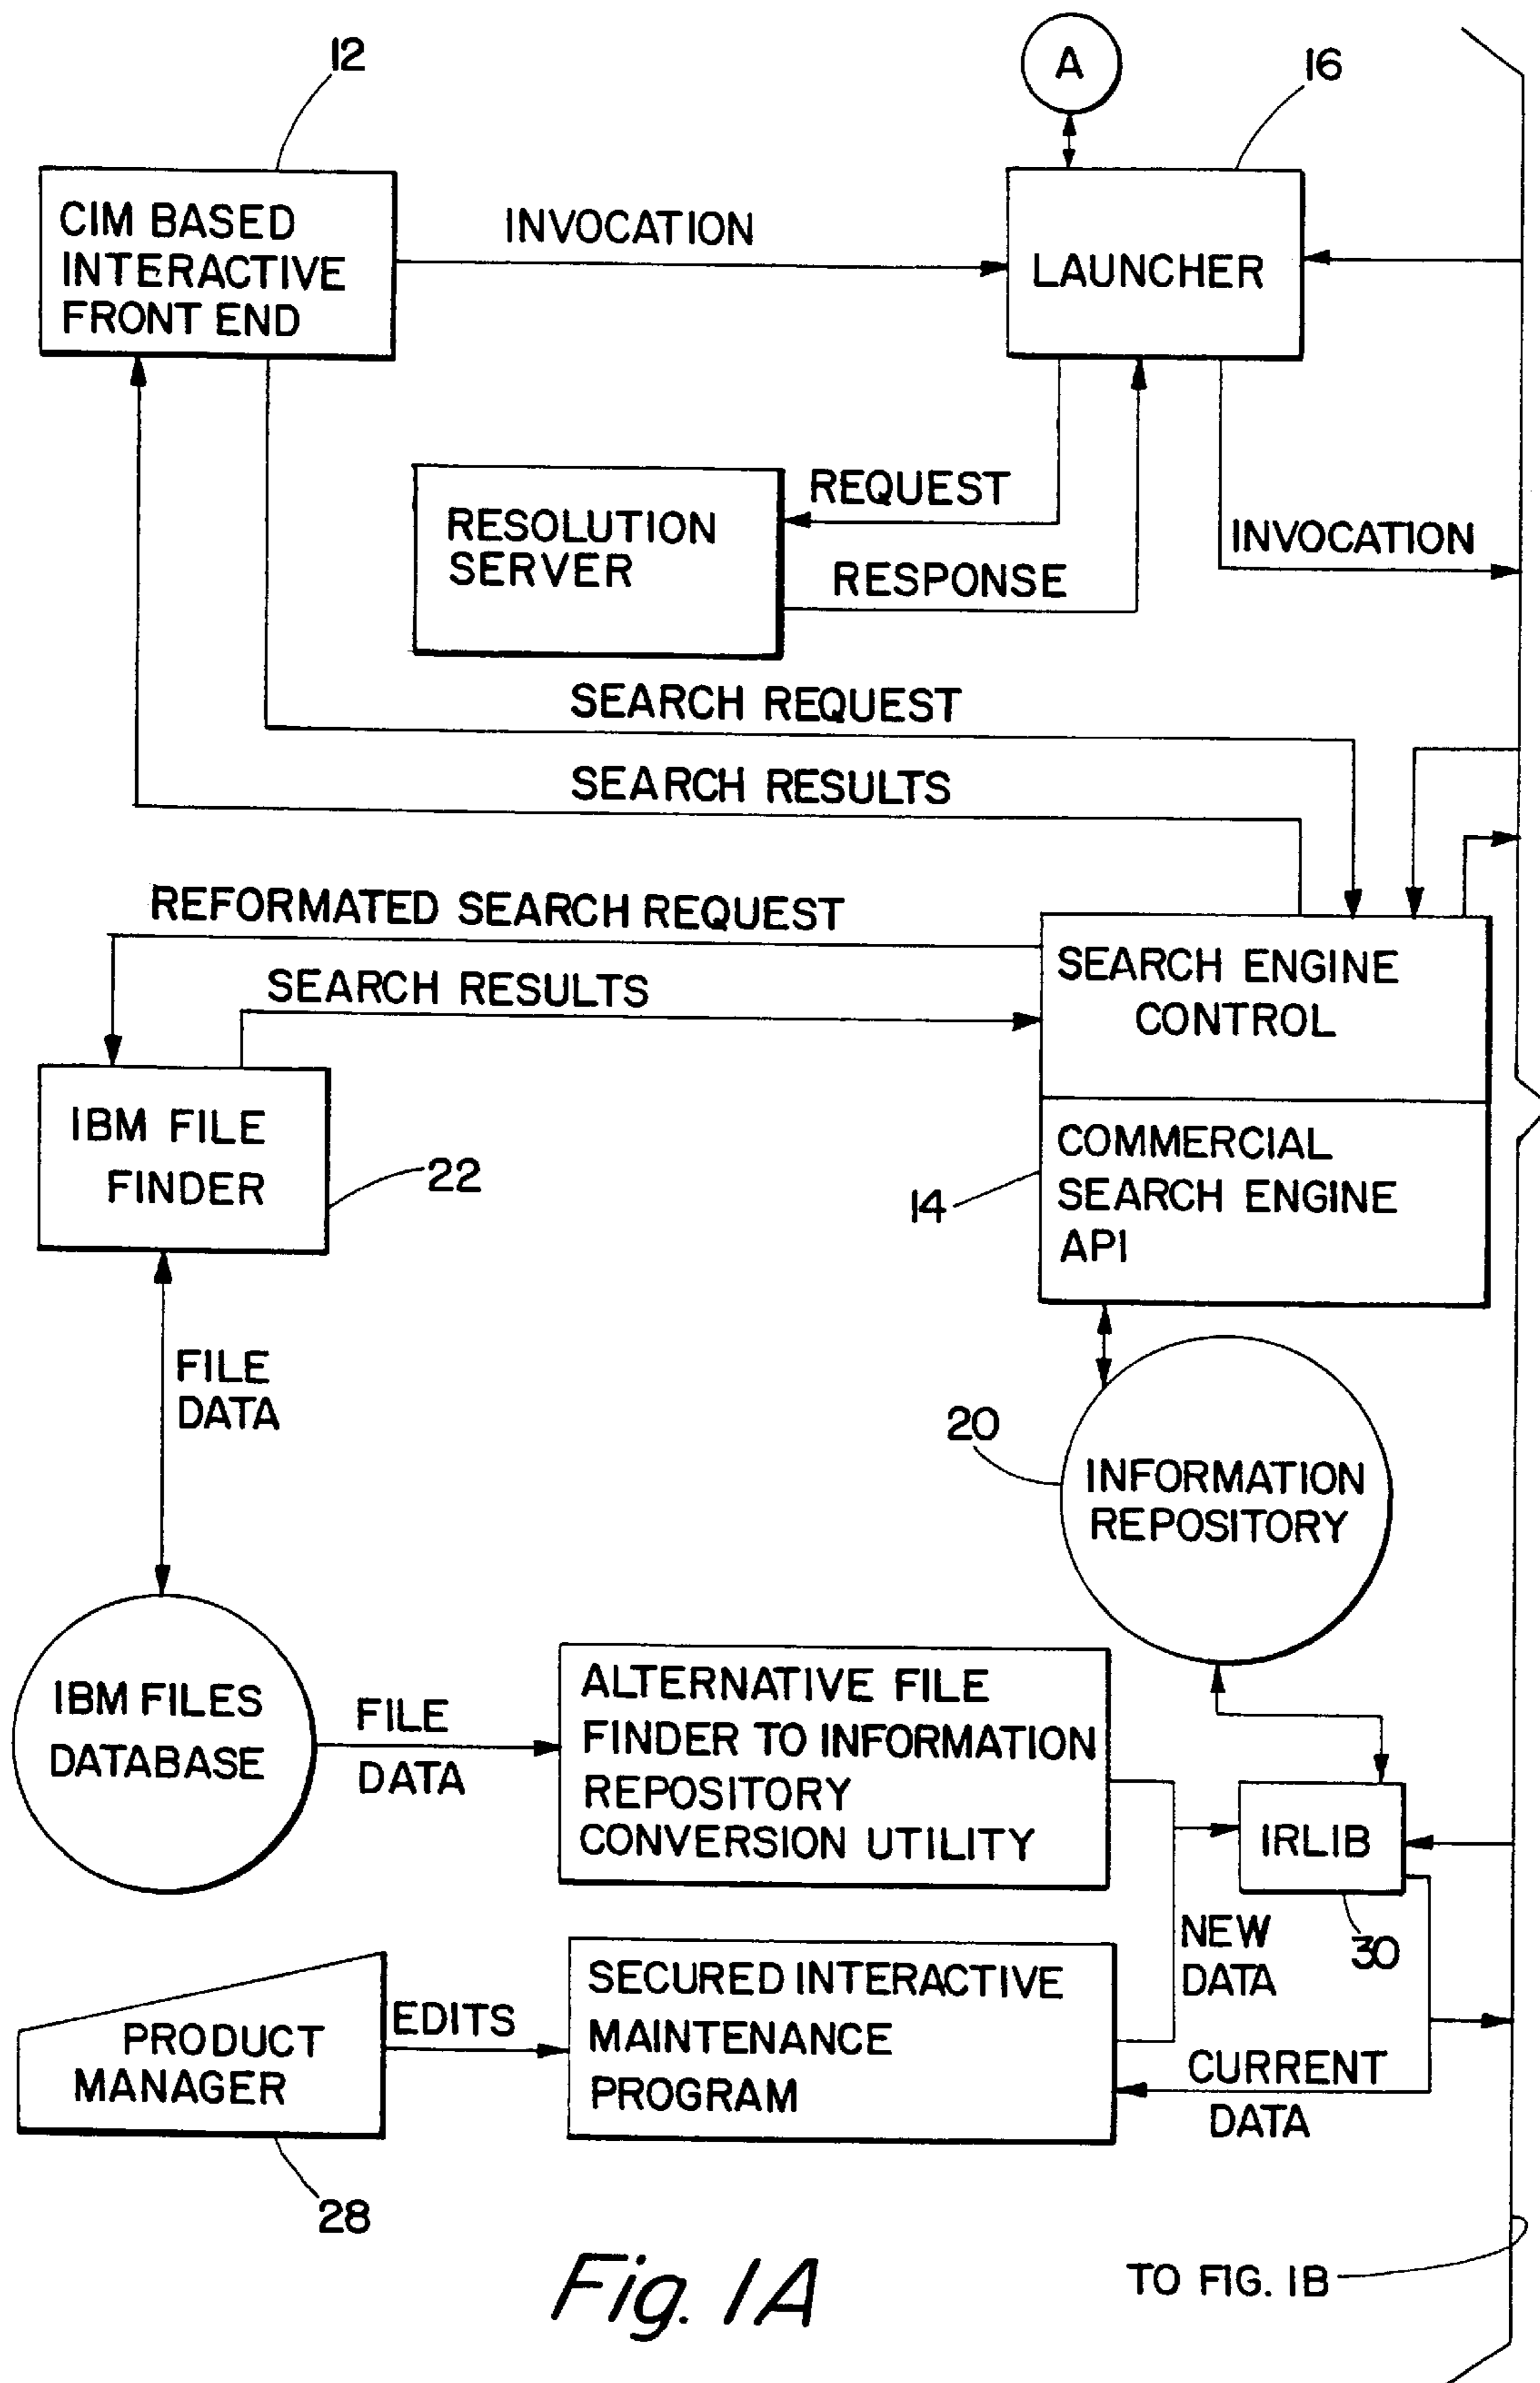 12
A
16
CIM BASED
INTERACTIVE
FRONT END
INVOCATION
LAUNCHER
RESOLUTION
SERVER
REQUEST
RESPONSE
INVOCATION
SEARCH REQUEST
SEARCH RESULTS
REFORMATED SEARCH REQUEST
SEARCH RESULTS
SEARCH ENGINE
CONTROL
IBM FILE
FINDER
22
COMMERCIAL
SEARCH ENGINE
API
14
FILE
DATA
20
INFORMATION
REPOSITORY
IBM FILES
DATABASE
FILE
DATA
ALTERNATIVE FILE
FINDER TO INFORMATION
REPOSITORY
CONVERSION UTILITY
IRLIB
30
NEW
DATA
PRODUCT
MANAGER
28
EDITS
SECURED INTERACTIVE
MAINTENANCE
PROGRAM
CURRENT
DATA
Fig. 1A
TO FIG. 1B